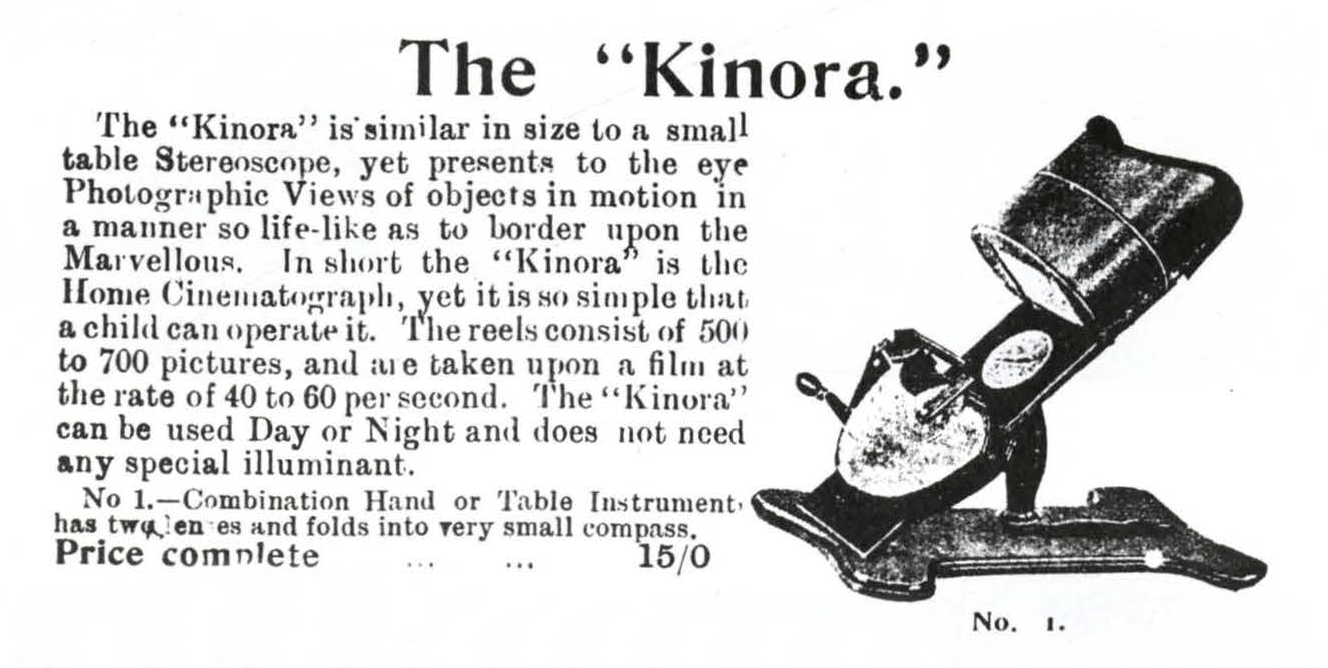 The "Kinora."
The "Kinora" is similar in size to a small
table Stereoscope, yet presents to the eye
Photographic Views of objects in motion in
a manner so life-like as to border upon the
Marvellous. In short the "Kinora" is the
Home Cinematograph, yet it is so simple that
a child can operate it. The reels consist of 500
to 700 pictures, and are taken upon a film at
the rate of 40 to 60 per second. The "Kinora"
can be used Day or Night and does not need
any special illuminant.
No 1.—Combination Hand or Table Instrument,
has two lenses and folds into very small compass.
Price complete ... ... 15/0
No. 1.